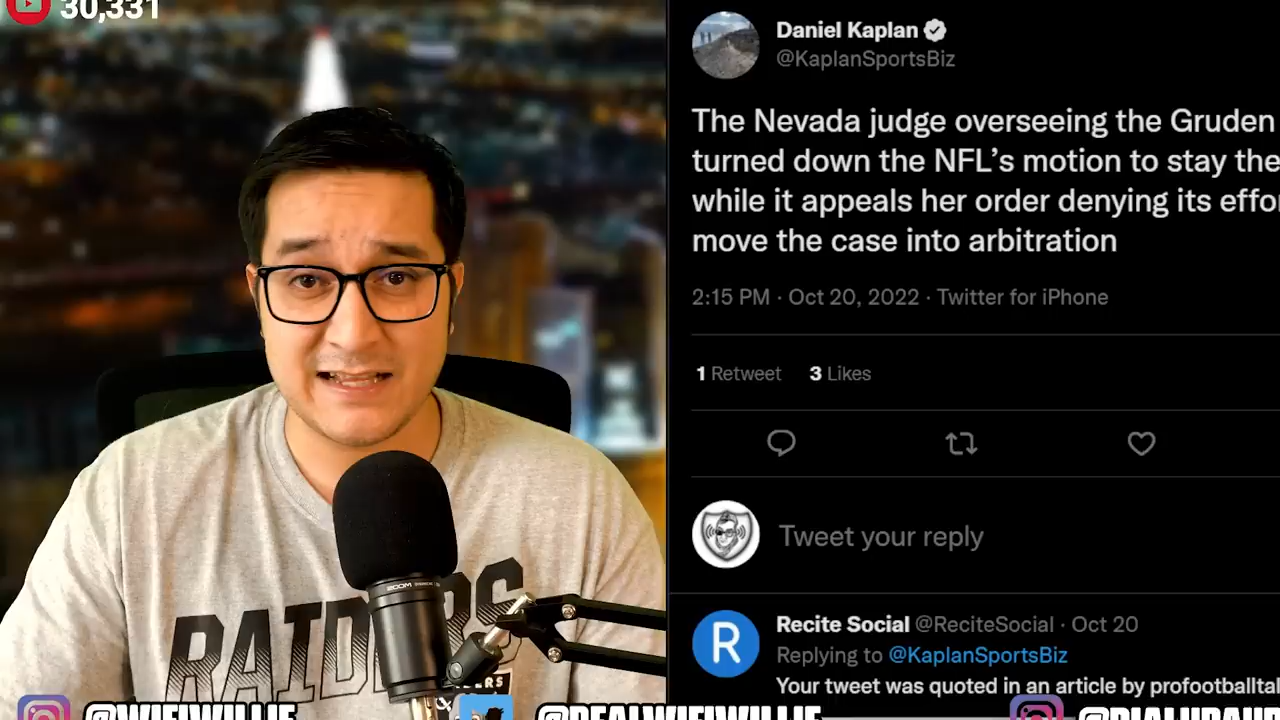 30,331
Daniel Kaplan
@KaplanSportsBiz
The Nevada judge overseeing the Gruden
turned down the NFL’s motion to stay the
while it appeals her order denying its
move the case into arbitration
2:15 PM · Oct 20, 2022 · Twitter for iPhone
1 Retweet 3 Likes
Tweet your reply
Recite Social @ReciteSocial · Oct 20
Replying to @KaplanSportsBiz
Your tweet was quoted in an article by
RAIDERS
ZOOM
@WIFIWILLIE @REALWIFIWILLIE